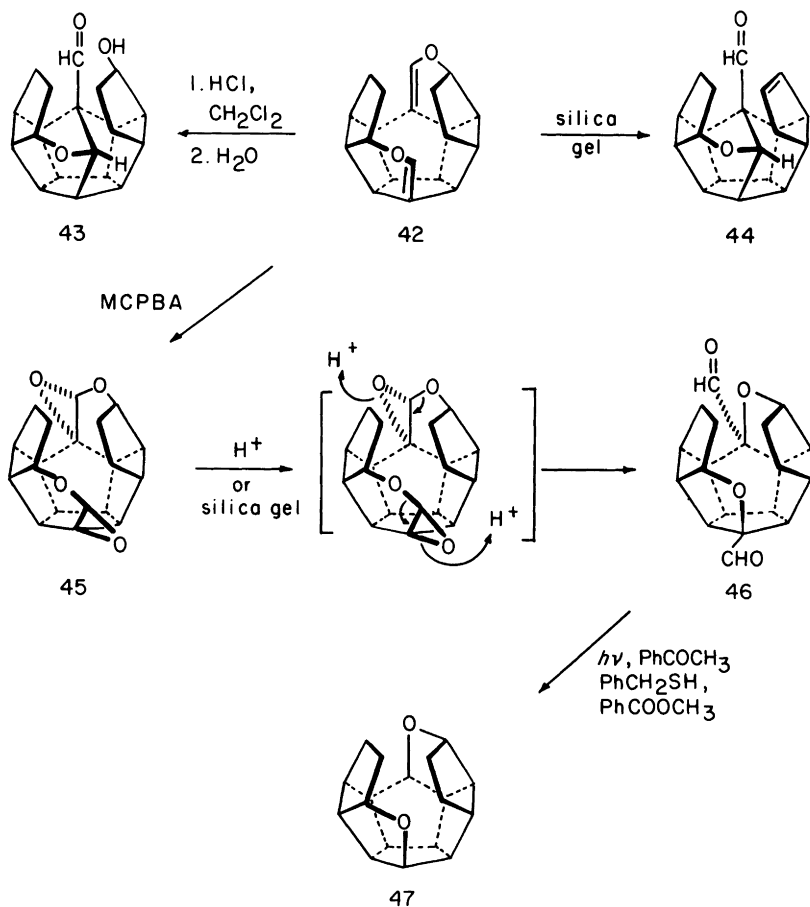 O
HC
OH
O
H
43
1. HCl,
CH2Cl2
2. H2O
O
O
42
silica
gel
O
HC
O
H
44
MCPBA
O
O
O
O
45
H+
or
silica gel
H+
O
O
O
O
H+
O
HC
O
O
CHO
46
hν, PhCOCH3
PhCH2SH,
PhCOOCH3
O
O
47